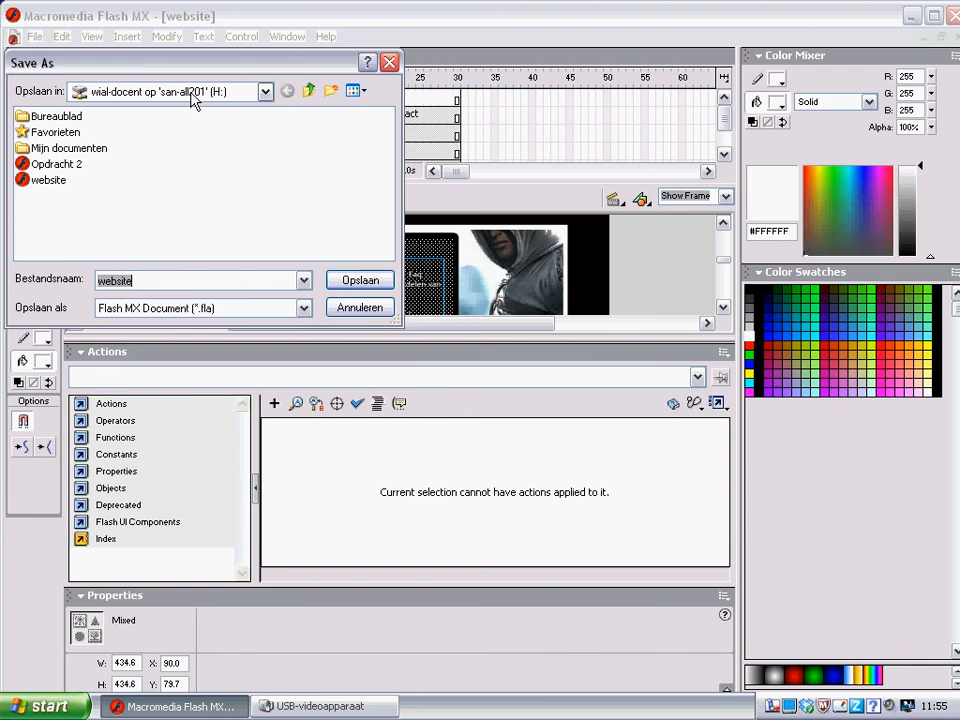 Macromedia Flash MX - [website]
File Edit View Insert Modify Text Control Window Help
Save As
Opslaan in: wial-docent op 'san-all201' (H:)
Bureaublad
Favorieten
Mijn documenten
Opdracht 2
website
Bestandsnaam: website Opslaan
Opslaan als Flash MX Document (*.fla) Annuleren
30 35 40 45 50 55 60
act
0s
Show Frame
delen van
Color Mixer
R: 255
Solid G: 255
B: 255
Alpha: 100%
#FFFFFF
Color Swatches
Options
Actions
Actions
Operators
Functions
Constants
Properties
Objects
Deprecated
Flash UI Components
Index
Current selection cannot have actions applied to it.
Properties
Mixed
W: 434.6 X: 90.0
H: 434.6 Y: 79.7
start Macromedia Flash MX... USB-videoapparaat 11:55